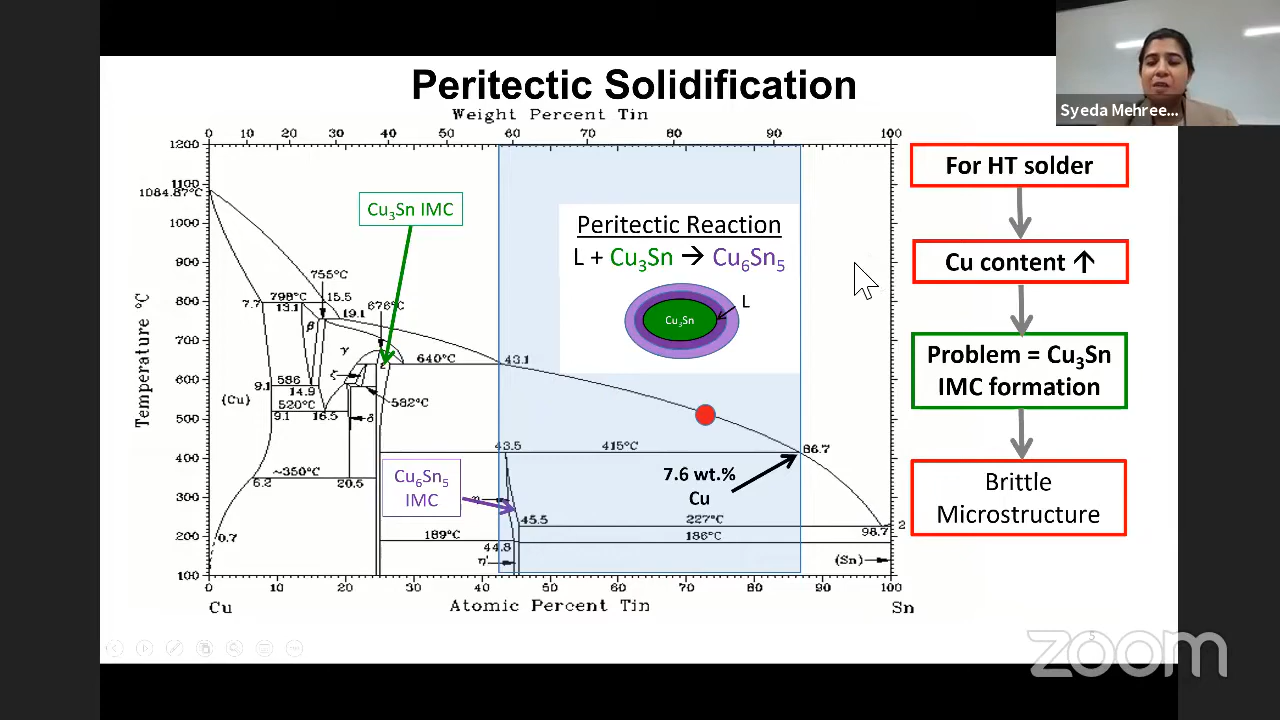 Peritectic Solidification
Syeda Mehree...
Weight Percent Tin
0 10 20 30 40 50 60 70 80 90 100
1200
1100
1084.87°C
1000
900
800
700
600
500
400
300
200
100
Temperature °C
Cu₃Sn IMC
755°C
798°C
15.5
7.7
13.1
19.1
676°C
β
γ
640°C
43.1
ζ
ε
586
9.1
14.9
582°C
(Cu)
520°C
9.1
16.5
δ
43.5
415°C
86.7
~350°C
6.2
20.5
Cu₆Sn₅
IMC
7.6 wt.%
Cu
η
45.5
227°C
2
98.7
0.7
189°C
186°C
44.8
η'
(Sn)
0 10 20 30 40 50 60 70 80 90 100
Cu
Atomic Percent Tin
Sn
Peritectic Reaction
L + Cu₃Sn → Cu₆Sn₅
L
Cu₃Sn
For HT solder
Cu content ↑
Problem = Cu₃Sn
IMC formation
Brittle
Microstructure
5
zoom